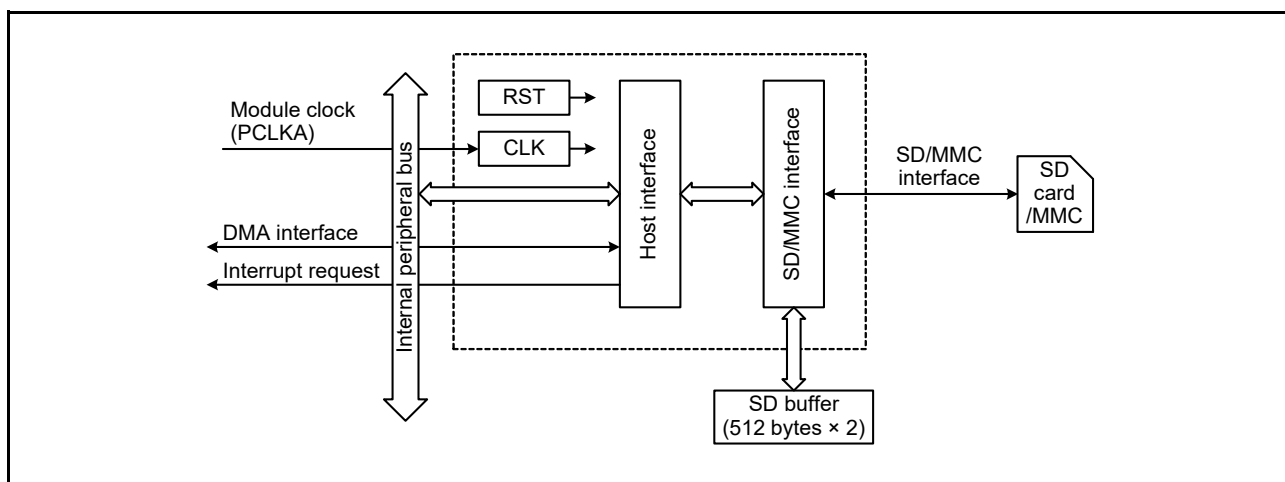 RST
Module clock
(PCLKA)
CLK
Internal peripheral bus
Host interface
SD/MMC interface
SD/MMC
interface
SD
card
/MMC
DMA interface
Interrupt request
SD buffer
(512 bytes × 2)